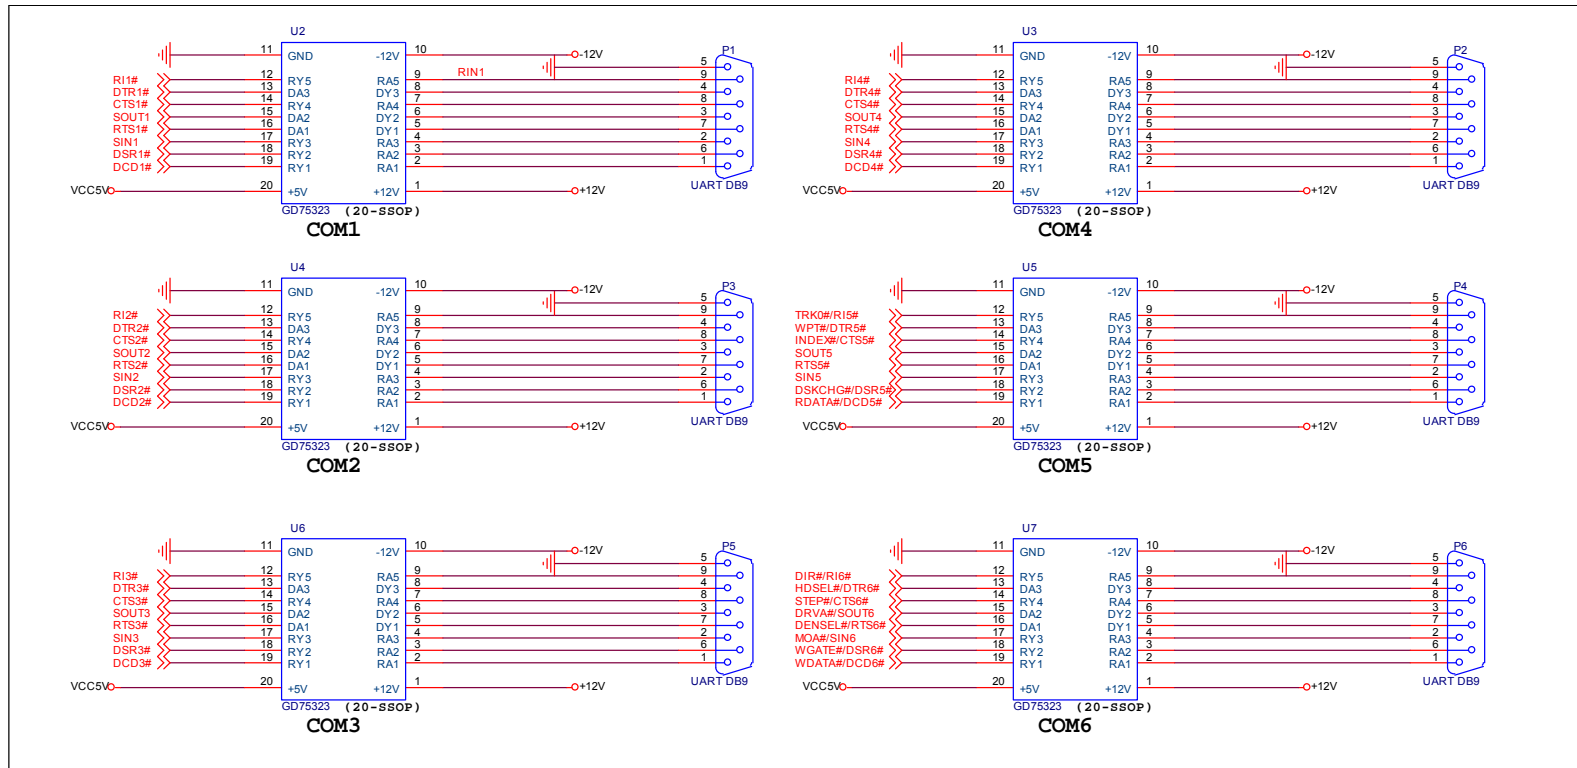 U2
11 GND -12V 10 -12V P1
5
RI1# 12 RY5 RA5 9 RIN1 9
DTR1# 13 DA3 DY3 8 4
CTS1# 14 RY4 RA4 7 8
SOUT1 15 DA2 DY2 6 3
RTS1# 16 DA1 DY1 5 7
SIN1 17 RY3 RA3 4 2
DSR1# 18 RY2 RA2 3 6
DCD1# 19 RY1 RA1 2 1
VCC5V 20 +5V +12V 1 +12V UART DB9
GD75323 (20-SSOP)
COM1
U3
11 GND -12V 10 -12V P2
5
RI4# 12 RY5 RA5 9 9
DTR4# 13 DA3 DY3 8 4
CTS4# 14 RY4 RA4 7 8
SOUT4 15 DA2 DY2 6 3
RTS4# 16 DA1 DY1 5 7
SIN4 17 RY3 RA3 4 2
DSR4# 18 RY2 RA2 3 6
DCD4# 19 RY1 RA1 2 1
VCC5V 20 +5V +12V 1 +12V UART DB9
GD75323 (20-SSOP)
COM4
U4
11 GND -12V 10 -12V P3
5
RI2# 12 RY5 RA5 9 9
DTR2# 13 DA3 DY3 8 4
CTS2# 14 RY4 RA4 7 8
SOUT2 15 DA2 DY2 6 3
RTS2# 16 DA1 DY1 5 7
SIN2 17 RY3 RA3 4 2
DSR2# 18 RY2 RA2 3 6
DCD2# 19 RY1 RA1 2 1
VCC5V 20 +5V +12V 1 +12V UART DB9
GD75323 (20-SSOP)
COM2
U5
11 GND -12V 10 -12V P4
5
TRK0#/RI5# 12 RY5 RA5 9 9
WPT#/DTR5# 13 DA3 DY3 8 4
INDEX#/CTS5# 14 RY4 RA4 7 8
SOUT5 15 DA2 DY2 6 3
RTS5# 16 DA1 DY1 5 7
SIN5 17 RY3 RA3 4 2
DSKCHG#/DSR5# 18 RY2 RA2 3 6
RDATA#/DCD5# 19 RY1 RA1 2 1
VCC5V 20 +5V +12V 1 +12V UART DB9
GD75323 (20-SSOP)
COM5
U6
11 GND -12V 10 -12V P5
5
RI3# 12 RY5 RA5 9 9
DTR3# 13 DA3 DY3 8 4
CTS3# 14 RY4 RA4 7 8
SOUT3 15 DA2 DY2 6 3
RTS3# 16 DA1 DY1 5 7
SIN3 17 RY3 RA3 4 2
DSR3# 18 RY2 RA2 3 6
DCD3# 19 RY1 RA1 2 1
VCC5V 20 +5V +12V 1 +12V UART DB9
GD75323 (20-SSOP)
COM3
U7
11 GND -12V 10 -12V P6
5
DIR#/RI6# 12 RY5 RA5 9 9
HDSEL#/DTR6# 13 DA3 DY3 8 4
STEP#/CTS6# 14 RY4 RA4 7 8
DRVA#/SOUT6 15 DA2 DY2 6 3
DENSEL#/RTS6# 16 DA1 DY1 5 7
MOA#/SIN6 17 RY3 RA3 4 2
WGATE#/DSR6# 18 RY2 RA2 3 6
WDATA#/DCD6# 19 RY1 RA1 2 1
VCC5V 20 +5V +12V 1 +12V UART DB9
GD75323 (20-SSOP)
COM6